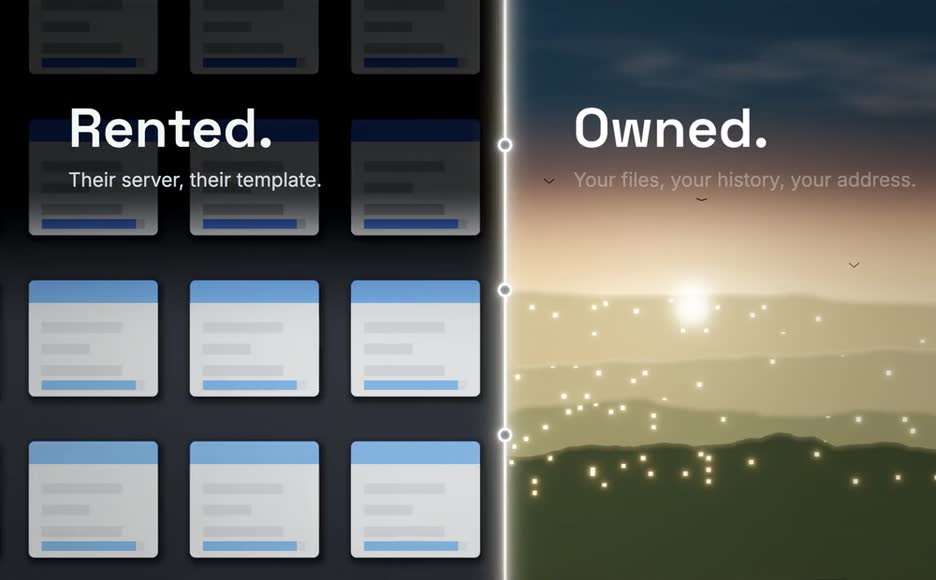 Rented.
Their server, their template.
Owned.
Your files, your history, your address.